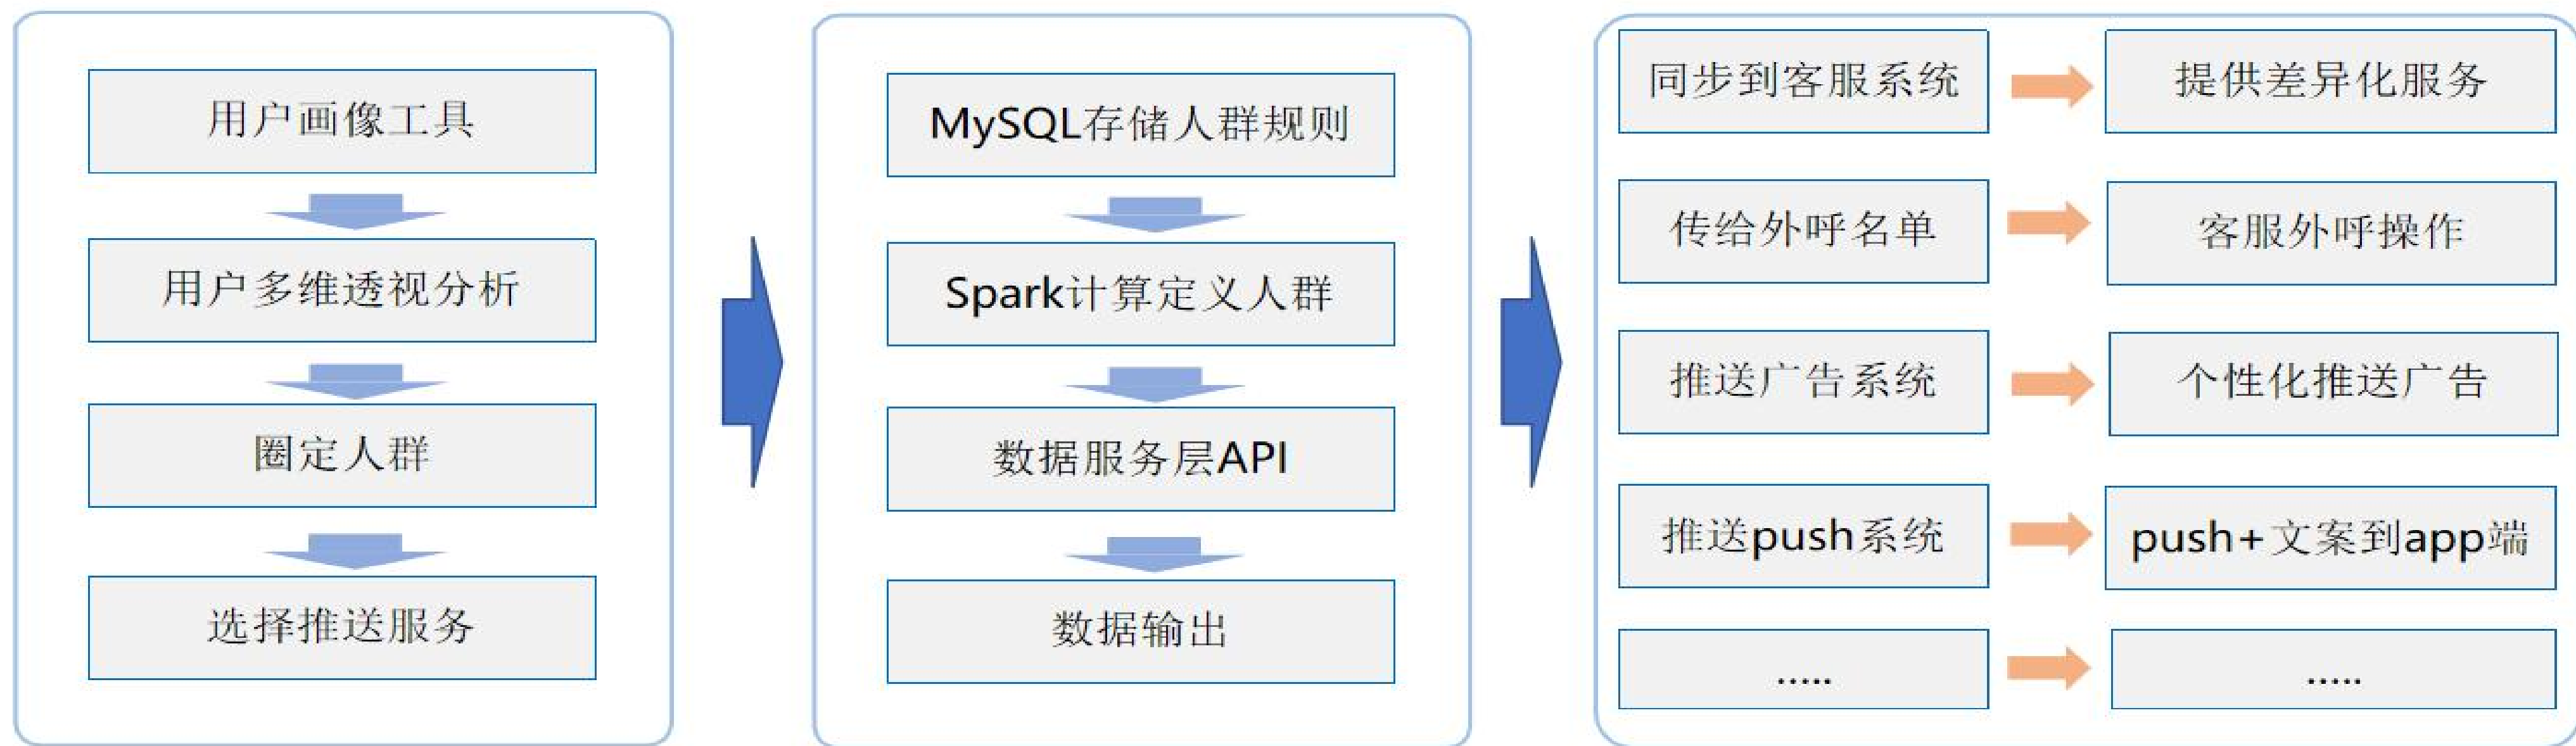 用户画像工具
用户多维透视分析
圈定人群
选择推送服务
MySQL存储人群规则
Spark计算定义人群
数据服务层API
数据输出
同步到客服系统
提供差异化服务
传给外呼名单
客服外呼操作
推送广告系统
个性化推送广告
推送push系统
push+文案到app端
.....
.....